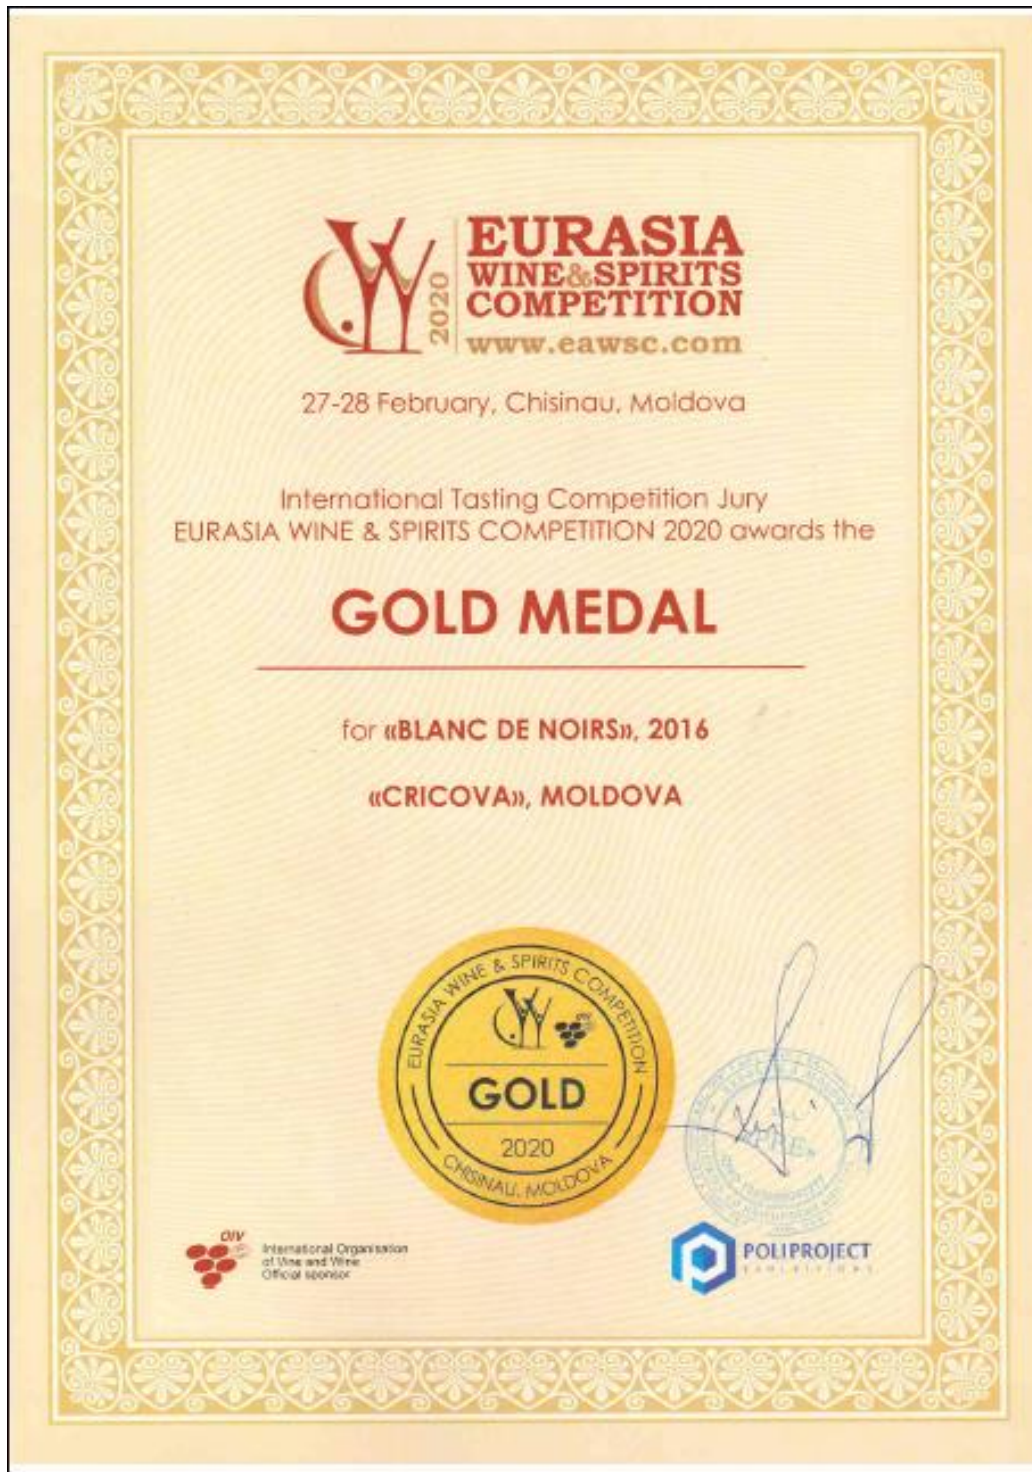 2020
EURASIA
WINE&SPIRITS
COMPETITION
www.eawsc.com
27-28 February, Chisinau, Moldova
International Tasting Competition Jury
EURASIA WINE & SPIRITS COMPETITION 2020 awards the
GOLD MEDAL
for «BLANC DE NOIRS», 2016
«CRICOVA», MOLDOVA
EURASIA WINE & SPIRITS COMPETITION
GOLD
2020
CHISINAU, MOLDOVA
OIV
International Organisation
of Vine and Wine
Official sponsor
POLIPROJECT
EXHIBITIONS